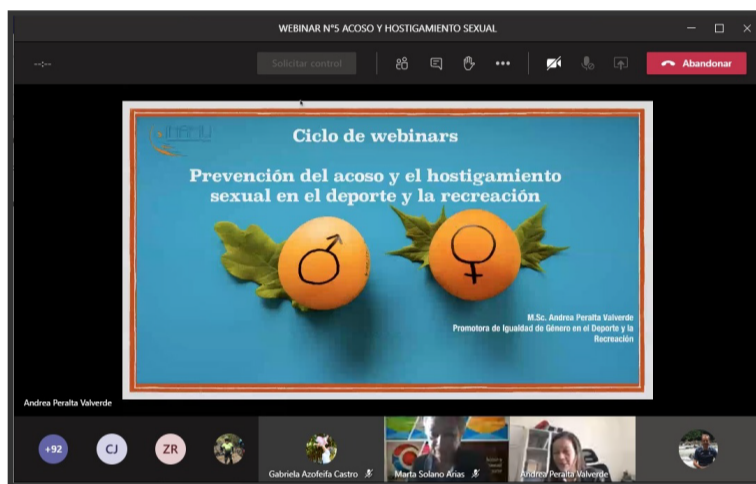 WEBINAR N°5 ACOSO Y HOSTIGAMIENTO SEXUAL
--:--
Solicitar control
Abandonar
INAMU
Ciclo de webinars
Prevención del acoso y el hostigamiento
sexual en el deporte y la recreación
M.Sc. Andrea Peralta Valverde
Promotora de Igualdad de Género en el Deporte y la
Recreación
Andrea Peralta Valverde
+92
CJ
ZR
Gabriela Azofeifa Castro
Marta Solano Arias
Andrea Peralta Valverde